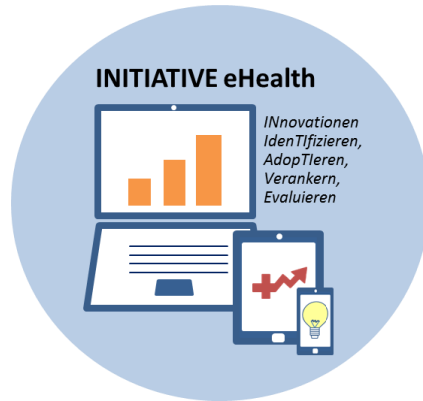 INITIATIVE eHealth
INnovationen
IdenTIfizieren,
AdopTIeren,
Verankern,
Evaluieren